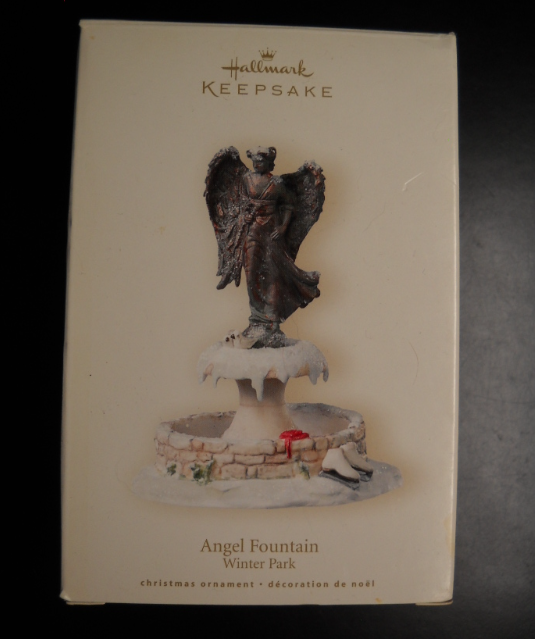 Hallmark
KEEPSAKE
Angel Fountain
Winter Park
christmas ornament • décoration de noël